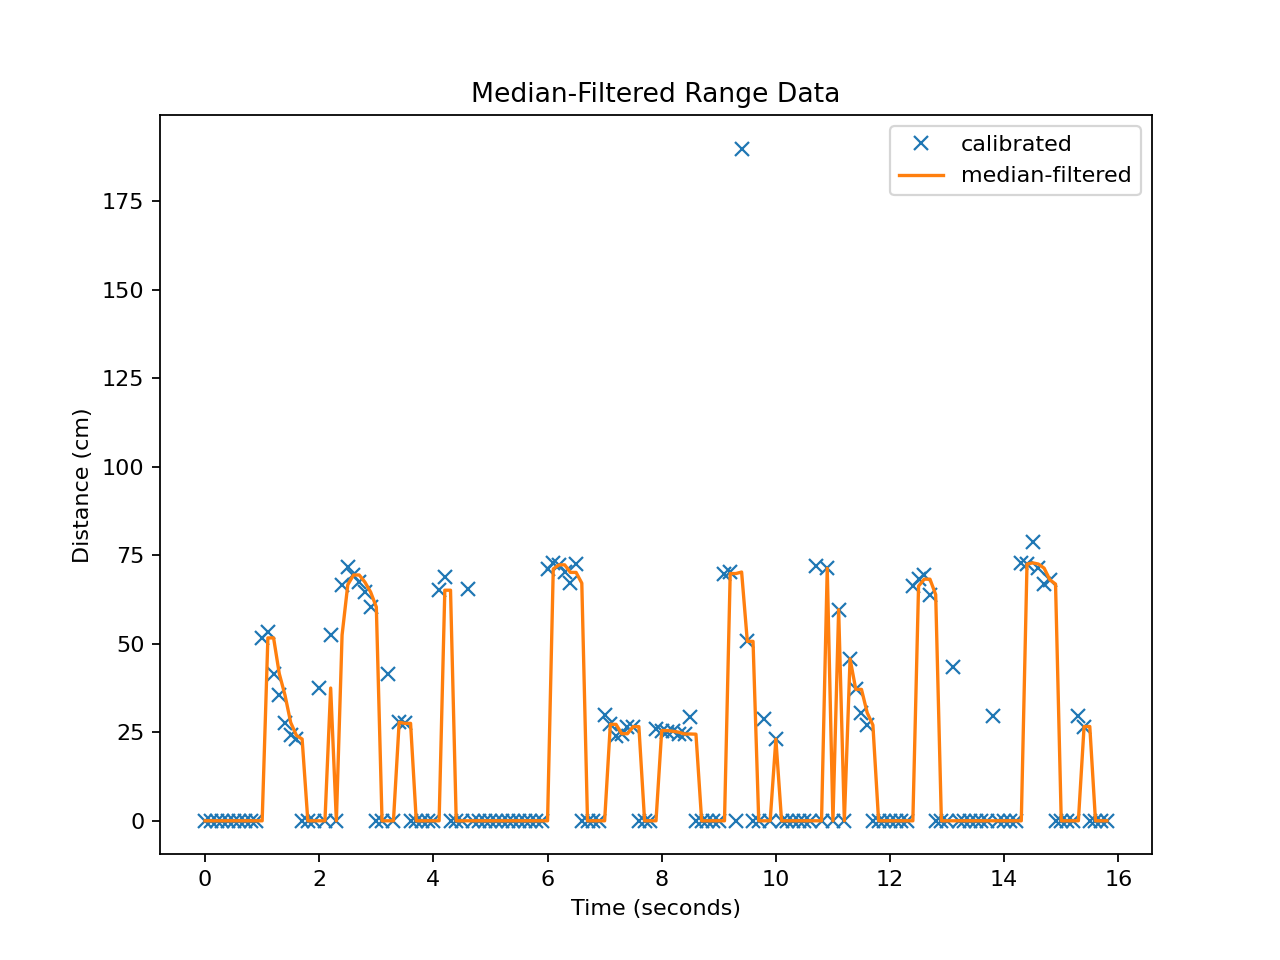 Median-Filtered Range Data
calibrated
median-filtered
Distance (cm)
175
150
125
100
75
50
25
0
0 2 4 6 8 10 12 14 16
Time (seconds)